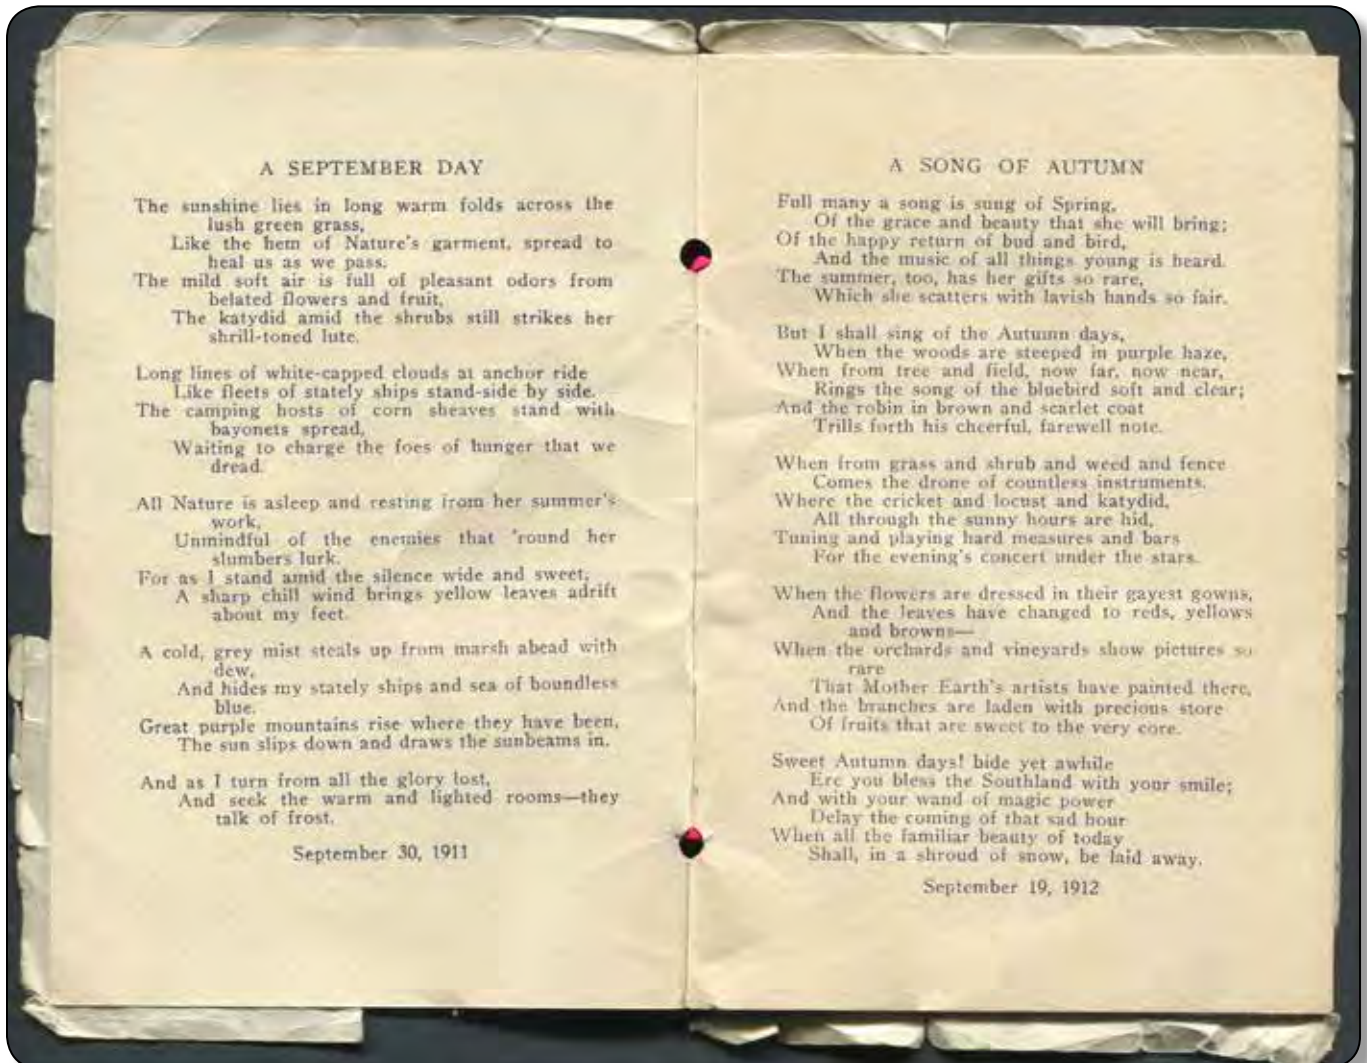 A SEPTEMBER DAY
The sunshine lies in long warm folds across the
lush green grass,
Like the hem of Nature's garment, spread to
heal us as we pass.
The mild soft air is full of pleasant odors from
belated flowers and fruit,
The katydid amid the shrubs still strikes her
shrill-toned lute.
Long lines of white-capped clouds at anchor ride
Like fleets of stately ships stand-side by side.
The camping hosts of corn sheaves stand with
bayonets spread,
Waiting to charge the foes of hunger that we
dread.
All Nature is asleep and resting from her summer's
work,
Unmindful of the enemies that 'round her
slumbers lurk.
For as I stand amid the silence wide and sweet,
A sharp chill wind brings yellow leaves adrift
about my feet.
A cold, grey mist steals up from marsh abead with
dew,
And hides my stately ships and sea of boundless
blue.
Great purple mountains rise where they have been,
The sun slips down and draws the sunbeams in.
And as I turn from all the glory lost,
And seek the warm and lighted rooms—they
talk of frost.
September 30, 1911
A SONG OF AUTUMN
Full many a song is sung of Spring,
Of the grace and beauty that she will bring;
Of the happy return of bud and bird,
And the music of all things young is heard.
The summer, too, has her gifts so rare,
Which she scatters with lavish hands so fair.
But I shall sing of the Autumn days,
When the woods are steeped in purple haze,
When from tree and field, now far, now near,
Rings the song of the bluebird soft and clear;
And the robin in brown and scarlet coat
Trills forth his cheerful, farewell note.
When from grass and shrub and weed and fence
Comes the drone of countless instruments.
Where the cricket and locust and katydid,
All through the sunny hours are hid,
Tuning and playing hard measures and bars
For the evening's concert under the stars.
When the flowers are dressed in their gayest gowns,
And the leaves have changed to reds, yellows
and browns—
When the orchards and vineyards show pictures so
rare
That Mother Earth's artists have painted there,
And the branches are laden with precious store
Of fruits that are sweet to the very core.
Sweet Autumn days! bide yet awhile
Ere you bless the Southland with your smile;
And with your wand of magic power
Delay the coming of that sad hour
When all the familiar beauty of today
Shall, in a shroud of snow, be laid away.
September 19, 1912